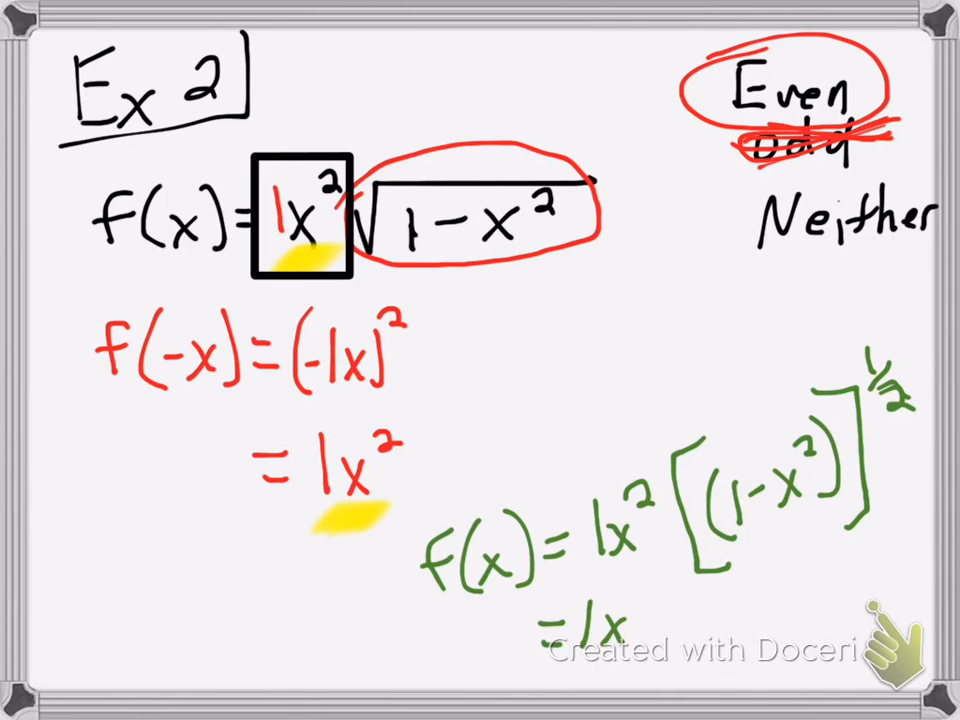 Ex 2
Even
odd
Neither
f(x) = 1x² √(1 - x²)
f(-x) = (-1x)²
= 1x²
f(x) = 1x² [(1 - x²)]^1/2
= 1x
Created with Doceri